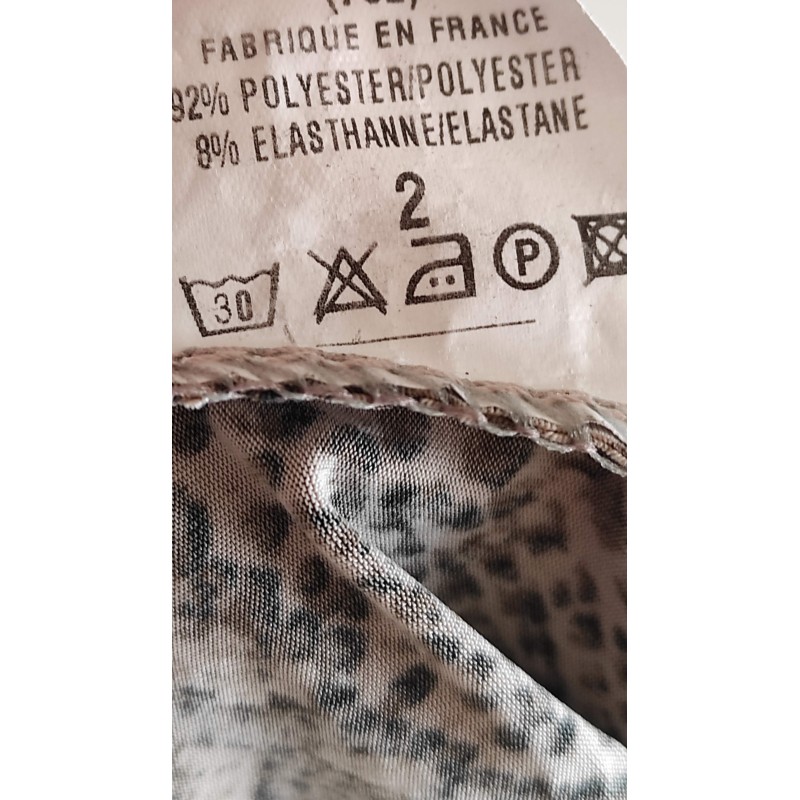 FABRIQUE EN FRANCE
92% POLYESTER/POLYESTER
8% ELASTHANNE/ELASTANE
2
30 P